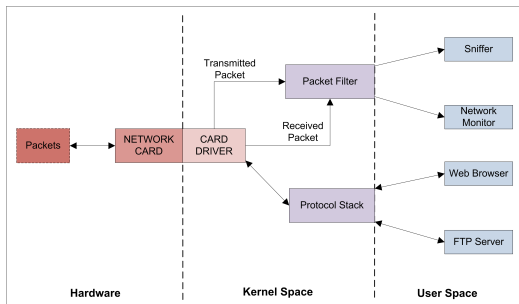 Transmitted
Packet
Sniffer
Packet Filter
Network
Monitor
Received
Packet
Packets
NETWORK
CARD
CARD
DRIVER
Web Browser
Protocol Stack
FTP Server
Hardware
Kernel Space
User Space